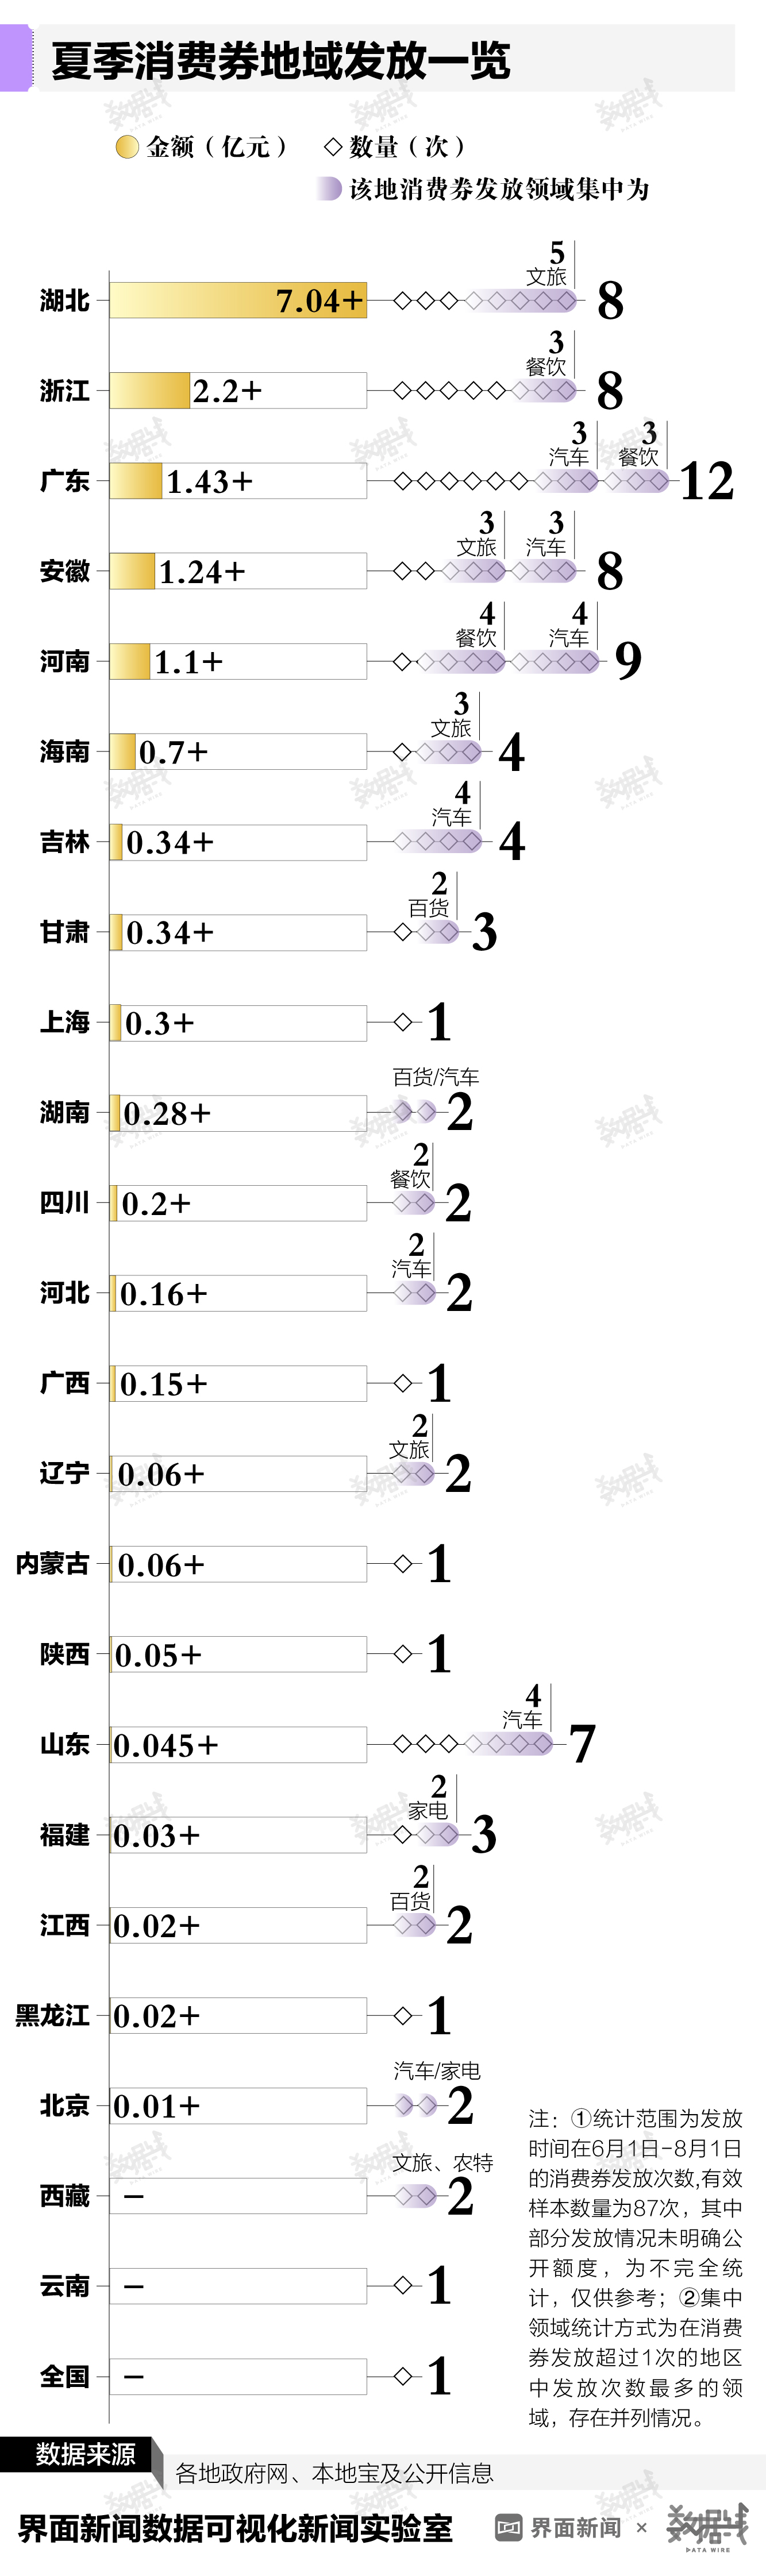 夏季消费券地域发放一览
金额（亿元） 数量（次）
该地消费券发放领域集中为
5
文旅
湖北 7.04+ 8
3
餐饮
浙江 2.2+ 8
3 3
汽车 餐饮
广东 1.43+ 12
3 3
文旅 汽车
安徽 1.24+ 8
4 4
餐饮 汽车
河南 1.1+ 9
3
文旅
海南 0.7+ 4
4
汽车
吉林 0.34+ 4
2
百货
甘肃 0.34+ 3
上海 0.3+ 1
百货/汽车
湖南 0.28+ 2
2
餐饮
四川 0.2+ 2
2
汽车
河北 0.16+ 2
广西 0.15+ 1
2
文旅
辽宁 0.06+ 2
内蒙古 0.06+ 1
陕西 0.05+ 1
4
汽车
山东 0.045+ 7
2
家电
福建 0.03+ 3
2
百货
江西 0.02+ 2
黑龙江 0.02+ 1
汽车/家电
北京 0.01+ 2
文旅、农特
西藏 – 2
云南 – 1
全国 – 1
注：①统计范围为发放
时间在6月1日-8月1日
的消费券发放次数,有效
样本数量为87次，其中
部分发放情况未明确公
开额度，为不完全统
计，仅供参考；②集中
领域统计方式为在消费
券发放超过1次的地区
中发放次数最多的领
域，存在并列情况。
数据来源
各地政府网、本地宝及公开信息
界面新闻数据可视化新闻实验室
界面新闻 × 数据线
DATA WIRE